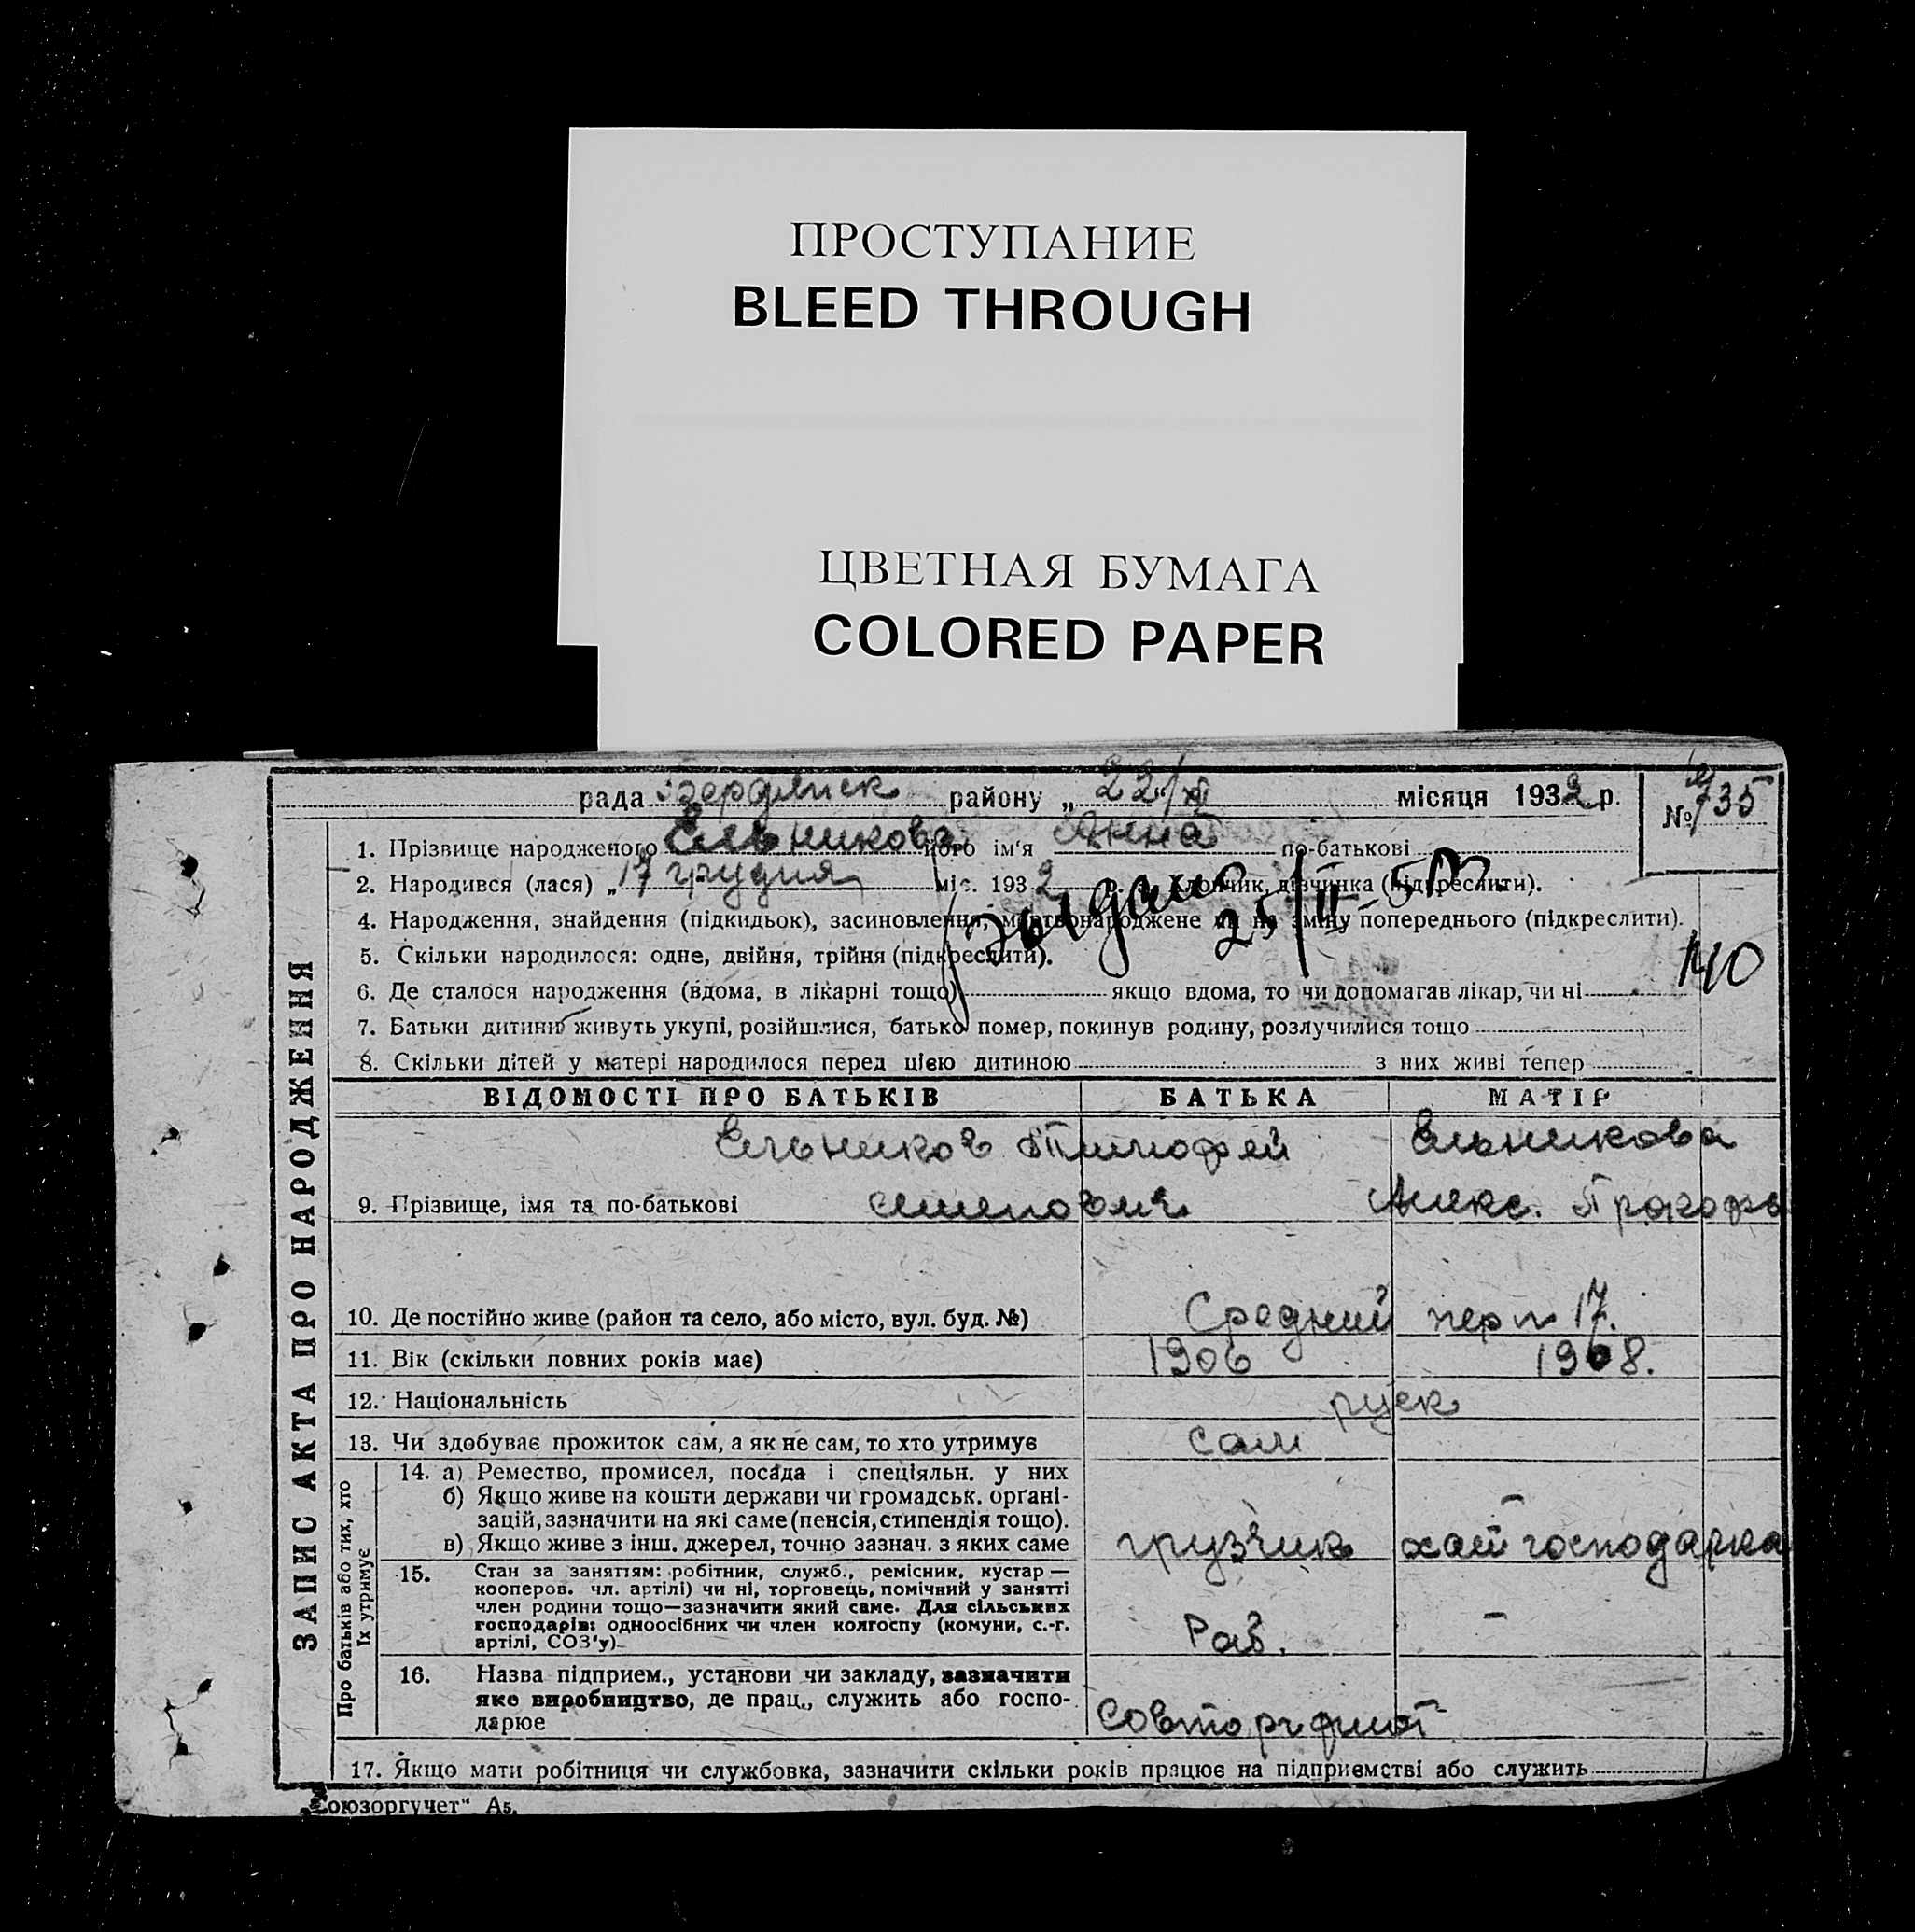 ПРОСТУПАНИЕ
BLEED THROUGH
ЦВЕТНАЯ БУМАГА
COLORED PAPER
рада Бердянск району „ 22/XII місяця 1932 р. № 735
1. Прізвище народженого Ельникова його ім'я Анна по-батькові
2. Народився (лася) „17 грудня міс. 1932 р. 3. Хлопчик, дівчинка (підкреслити).
4. Народження, знайдення (підкидьок), засиновлення, мертвонароджене чи на зміну попереднього (підкреслити).
Выдано 25/II-50
5. Скільки народилося: одне, двійня, трійня (підкреслити).
140
6. Де сталося народження (вдома, в лікарні тощо) якщо вдома, то чи допомагав лікар, чи ні
7. Батьки дитини живуть укупі, розійшлися, батько помер, покинув родину, розлучилися тощо
8. Скільки дітей у матері народилося перед цією дитиною з них живі тепер
ЗАПИС АКТА ПРО НАРОДЖЕННЯ
ВІДОМОСТІ ПРО БАТЬКІВ БАТЬКА МАТІР
Ельников Тимофей Ельникова
9. Прізвище, імя та по-батькові Алекс. Прокофь
10. Де постійно живе (район та село, або місто, вул. буд. №) Средний пер 17.
11. Вік (скільки повних років має) 1906 1908.
12. Національність руск
13. Чи здобуває прожиток сам, а як не сам, то хто утримує сам
Про батьків або тих, хто
їх утримує
14. а) Ремество, промисел, посада і спеціяльн. у них
б) Якщо живе на кошти держави чи громадськ. органі-
зацій, зазначити на які саме (пенсія, стипендія тощо). –
в) Якщо живе з інш. джерел, точно зазнач. з яких саме грузчик хат господарка
15. Стан за заняттям: робітник, служб., ремісник, кустар —
кооперов. чл. артілі) чи ні, торговець, помічний у занятті
член родини тощо—зазначити який саме. Для сільських
господарів: одноосібних чи член колгоспу (комуни, с.-г.
артілі, СОЗ'у) Раб. –
16. Назва підприєм., установи чи закладу, зазначити
яке виробництво, де прац., служить або госпо-
дарює Совторгфлот
17. Якщо мати робітниця чи службовка, зазначити скільки років працює на підприємстві або служить
„Союзоргучет" А5.